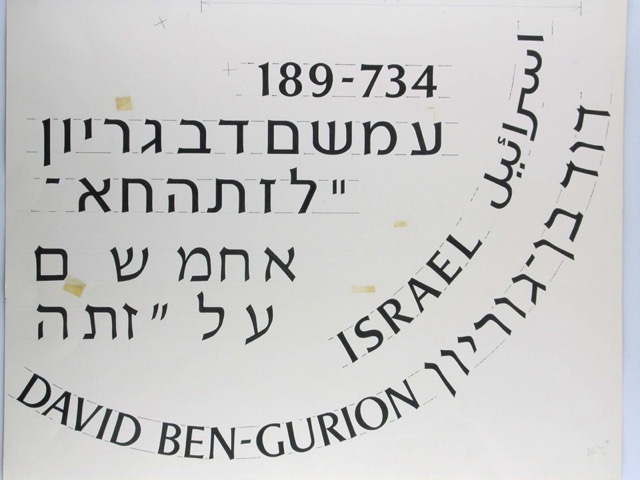 189-734
עמשםדבגריון
״לזתהחא־
אחמ ש ם
ע ל ״זתה
ISRAEL اسرائيل
DAVID BEN-GURION דוד בן־גוריון